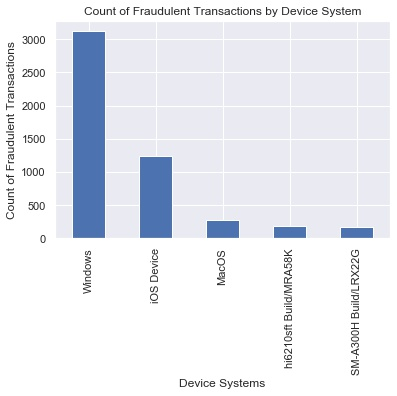 Count of Fraudulent Transactions by Device System
Count of Fraudulent Transactions
3000
2500
2000
1500
1000
500
0
Windows
iOS Device
MacOS
hi6210sft Build/MRA58K
SM-A300H Build/LRX22G
Device Systems